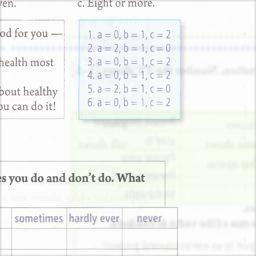 ven.
c. Eight or more.
od for you —
health most
bout healthy
ou can do it!
1. a = 0, b = 1, c = 2
2. a = 2, b = 1, c = 0
3. a = 0, b = 1, c = 2
4. a = 0, b = 1, c = 2
5. a = 2, b = 1, c = 0
6. a = 0, b = 1, c = 2
es you do and don't do. What
sometimes hardly ever never